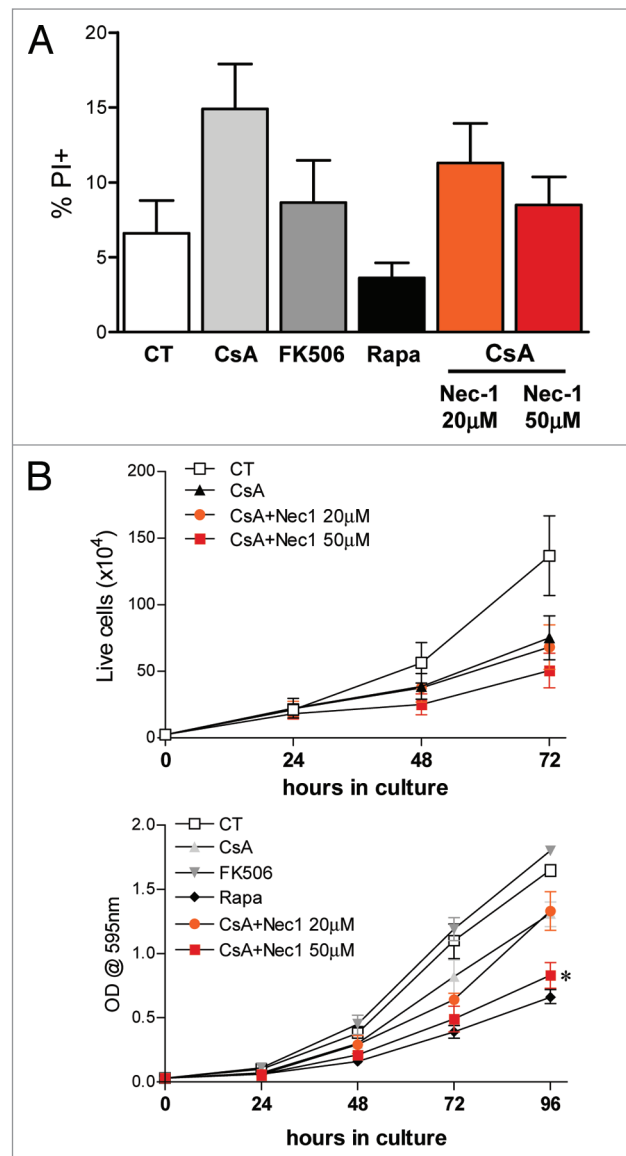 A
% PI+
20
15
10
5
0
CT CsA FK506 Rapa CsA
Nec-1 20µM Nec-1 50µM
B
CT
CsA
CsA+Nec1 20µM
CsA+Nec1 50µM
Live cells (x10⁴)
200
150
100
50
0
0 24 48 72
hours in culture
CT
CsA
FK506
Rapa
CsA+Nec1 20µM
CsA+Nec1 50µM
OD @ 595nm
2.0
1.5
1.0
0.5
0.0
*
0 24 48 72 96
hours in culture